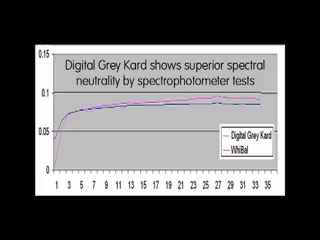 Digital Grey Kard shows superior spectral
neutrality by spectrophotometer tests
0.15
0.1
0.05
0
Digital Grey Kard
WhiBal
1 3 5 7 9 11 13 15 17 19 21 23 25 27 29 31 33 35